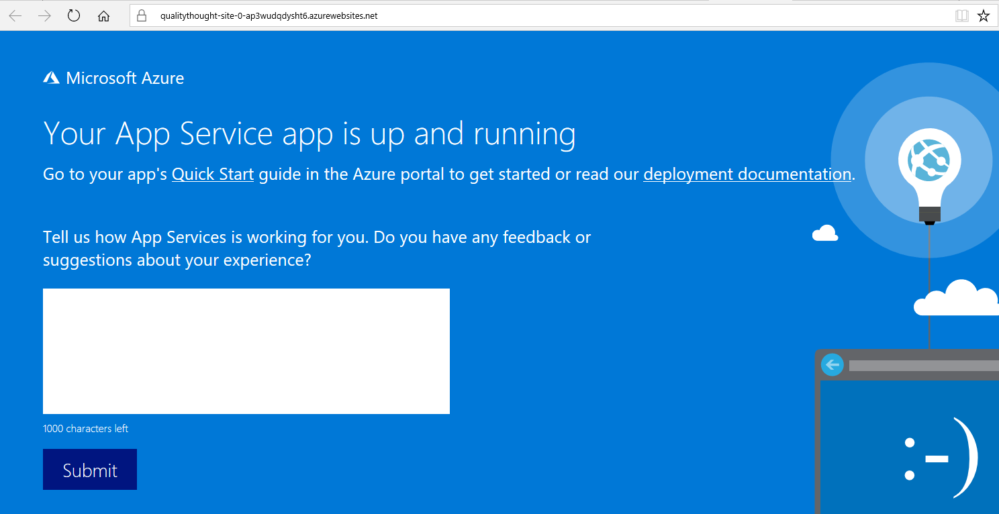 qualitythought-site-0-ap3wudqdysht6.azurewebsites.net
Microsoft Azure
Your App Service app is up and running
Go to your app's Quick Start guide in the Azure portal to get started or read our deployment documentation.
Tell us how App Services is working for you. Do you have any feedback or
suggestions about your experience?
1000 characters left
Submit
:-)